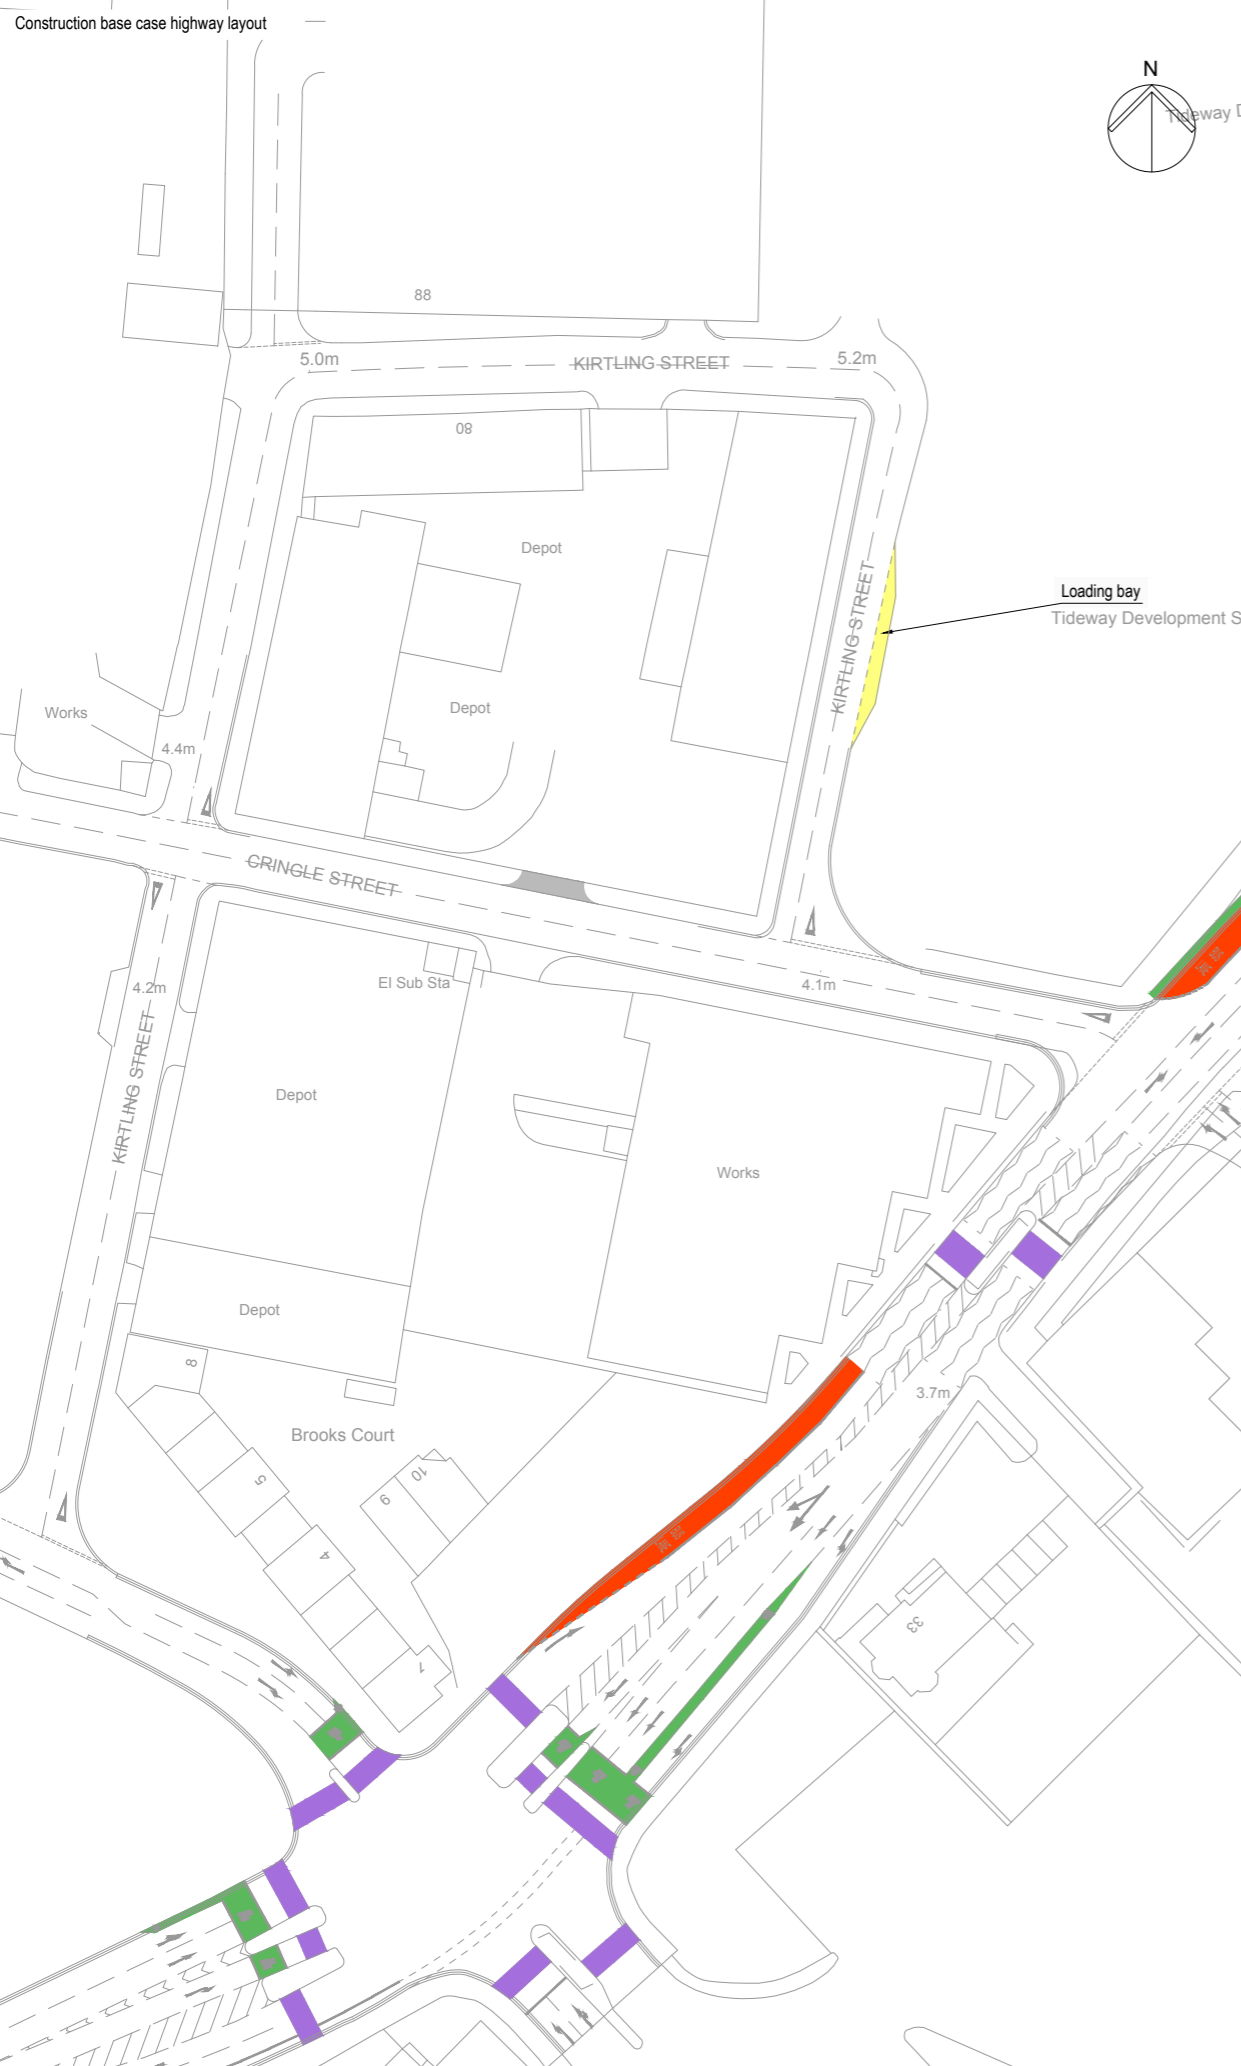 Construction base case highway layout
N
Tideway D
88
5.0m
KIRTLING STREET
5.2m
80
Depot
Loading bay
Tideway Development S
KIRTLING STREET
Works
Depot
4.4m
CRINGLE STREET
El Sub Sta
4.2m
4.1m
KIRTLING STREET
Depot
Works
Depot
8
3.7m
Brooks Court
5
10
9
4
33
1